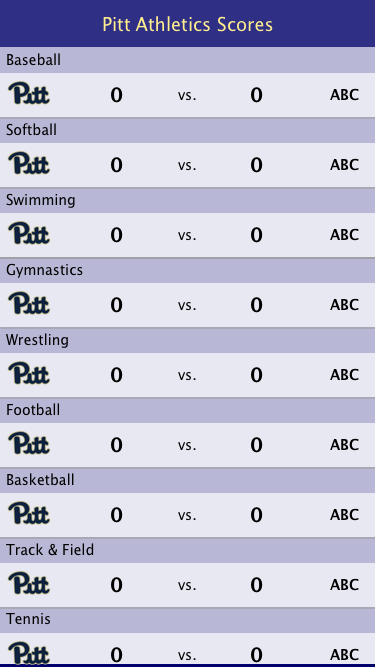 Pitt Athletics Scores
Baseball
Pitt 0 vs. 0 ABC
Softball
Pitt 0 vs. 0 ABC
Swimming
Pitt 0 vs. 0 ABC
Gymnastics
Pitt 0 vs. 0 ABC
Wrestling
Pitt 0 vs. 0 ABC
Football
Pitt 0 vs. 0 ABC
Basketball
Pitt 0 vs. 0 ABC
Track & Field
Pitt 0 vs. 0 ABC
Tennis
Pitt 0 vs. 0 ABC